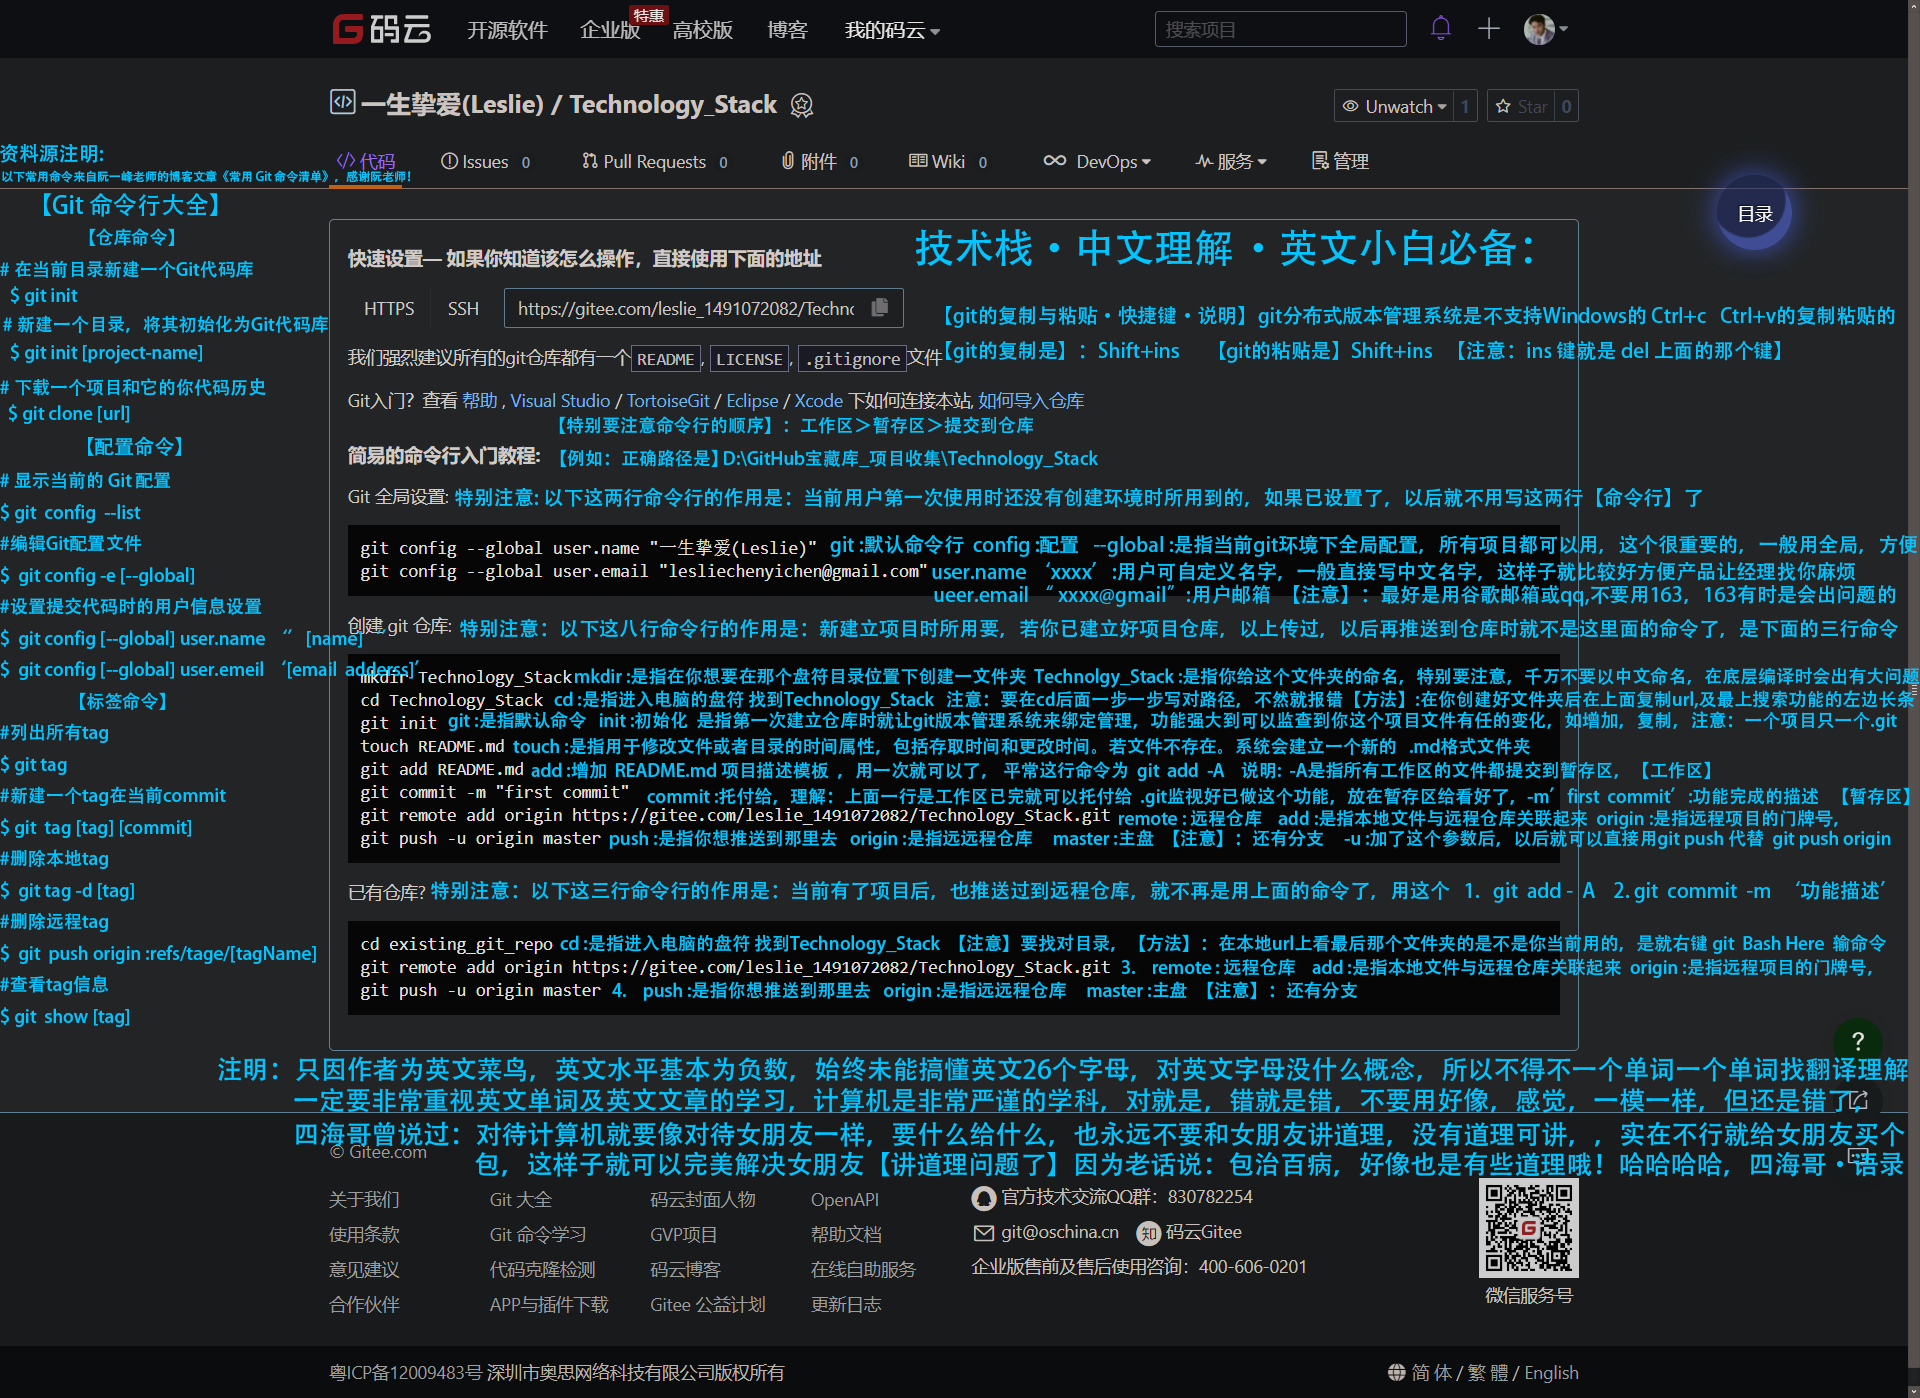 G 码云
开源软件
企业版
特惠
高校版
博客
我的码云
搜索项目
一生挚爱(Leslie) / Technology_Stack
Unwatch 1
Star 0
资料源注明:
以下常用命令来自阮一峰老师的博客文章《常用 Git 命令清单》，感谢阮老师！
代码
Issues 0
Pull Requests 0
附件 0
Wiki 0
DevOps
服务
管理
目录
【Git 命令行大全】
【仓库命令】
# 在当前目录新建一个Git代码库
$ git init
# 新建一个目录，将其初始化为Git代码库
$ git init [project-name]
# 下载一个项目和它的你代码历史
$ git clone [url]
【配置命令】
# 显示当前的 Git 配置
$ git config --list
#编辑Git配置文件
$ git config -e [--global]
#设置提交代码时的用户信息设置
$ git config [--global] user.name “ [name]
$ git config [--global] user.emeil ‘[email adderss]’
【标签命令】
#列出所有tag
$ git tag
#新建一个tag在当前commit
$ git tag [tag] [commit]
#删除本地tag
$ git tag -d [tag]
#删除远程tag
$ git push origin :refs/tage/[tagName]
#查看tag信息
$ git show [tag]
快速设置— 如果你知道该怎么操作，直接使用下面的地址
技术栈 • 中文理解 • 英文小白必备：
HTTPS
SSH
https://gitee.com/leslie_1491072082/Techno
【git的复制与粘贴 • 快捷键 • 说明】git分布式版本管理系统是不支持Windows的 Ctrl+c Ctrl+v的复制粘贴的
我们强烈建议所有的git仓库都有一个 README , LICENSE , .gitignore 文件
【git的复制是】：Shift+ins 【git的粘贴是】Shift+ins 【注意：ins 键就是 del 上面的那个键】
Git入门？查看 帮助 , Visual Studio / TortoiseGit / Eclipse / Xcode 下如何连接本站, 如何导入仓库
【特别要注意命令行的顺序】：工作区＞暂存区＞提交到仓库
简易的命令行入门教程:
【例如：正确路径是】D:\GitHub宝藏库_项目收集\Technology_Stack
Git 全局设置:
特别注意: 以下这两行命令行的作用是：当前用户第一次使用时还没有创建环境时所用到的，如果已设置了，以后就不用写这两行【命令行】了
git config --global user.name "一生挚爱(Leslie)"
git :默认命令行 config :配置 --global :是指当前git环境下全局配置，所有项目都可以用，这个很重要的，一般用全局，方便
git config --global user.email "lesliechenyichen@gmail.com"
user.name ‘xxxx’ :用户可自定义名字，一般直接写中文名字，这样子就比较好方便产品让经理找你麻烦
ueer.email “ xxxx@gmail” :用户邮箱 【注意】：最好是用谷歌邮箱或qq,不要用163，163有时是会出问题的
创建 git 仓库:
特别注意：以下这八行命令行的作用是：新建立项目时所用要，若你已建立好项目仓库，以上传过，以后再推送到仓库时就不是这里面的命令了，是下面的三行命令
mkdir Technology_Stack
mkdir :是指在你想要在那个盘符目录位置下创建一文件夹 Technolgy_Stack :是指你给这个文件夹的命名，特别要注意，千万不要以中文命名，在底层编译时会出有大问题
cd Technology_Stack
cd :是指进入电脑的盘符 找到Technology_Stack 注意：要在cd后面一步一步写对路径，不然就报错【方法】:在你创建好文件夹后在上面复制url,及最上搜索功能的左边长条
git init
git :是指默认命令 init :初始化 是指第一次建立仓库时就让git版本管理系统来绑定管理，功能强大到可以监查到你这个项目文件有任的变化，如增加，复制，注意：一个项目只一个.git
touch README.md
touch :是指用于修改文件或者目录的时间属性，包括存取时间和更改时间。若文件不存在。系统会建立一个新的 .md格式文件夹
git add README.md
add :增加 README.md 项目描述模板 ，用一次就可以了， 平常这行命令为 git add -A 说明: -A是指所有工作区的文件都提交到暂存区，【工作区】
git commit -m "first commit"
commit :托付给，理解：上面一行是工作区已完就可以托付给 .git监视好已做这个功能，放在暂存区给看好了，-m’ first commit’ :功能完成的描述 【暂存区】
git remote add origin https://gitee.com/leslie_1491072082/Technology_Stack.git
remote : 远程仓库 add :是指本地文件与远程仓库关联起来 origin :是指远程项目的门牌号,
git push -u origin master
push :是指你想推送到那里去 origin :是指远远程仓库 master :主盘 【注意】：还有分支 -u :加了这个参数后，以后就可以直接用git push 代替 git push origin
已有仓库?
特别注意：以下这三行命令行的作用是：当前有了项目后，也推送过到远程仓库，就不再是用上面的命令了，用这个 1. git add - A 2. git commit -m ‘功能描述’
cd existing_git_repo
cd :是指进入电脑的盘符 找到Technology_Stack 【注意】要找对目录，【方法】：在本地url上看最后那个文件夹的是不是你当前用的，是就右键 git Bash Here 输命令
git remote add origin https://gitee.com/leslie_1491072082/Technology_Stack.git
3. remote : 远程仓库 add :是指本地文件与远程仓库关联起来 origin :是指远程项目的门牌号,
git push -u origin master
4. push :是指你想推送到那里去 origin :是指远远程仓库 master :主盘 【注意】：还有分支
?
注明：只因作者为英文菜鸟，英文水平基本为负数，始终未能搞懂英文26个字母，对英文字母没什么概念，所以不得不一个单词一个单词找翻译理解
一定要非常重视英文单词及英文文章的学习，计算机是非常严谨的学科，对就是，错就是错，不要用好像，感觉，一模一样，但还是错了，
四海哥曾说过：对待计算机就要像对待女朋友一样，要什么给什么，也永远不要和女朋友讲道理，没有道理可讲，，实在不行就给女朋友买个
包，这样子就可以完美解决女朋友【讲道理问题了】因为老话说：包治百病，好像也是有些道理哦！哈哈哈哈，四海哥 • 语录
© Gitee.com
关于我们
Git 大全
码云封面人物
OpenAPI
官方技术交流QQ群：830782254
使用条款
Git 命令学习
GVP项目
帮助文档
git@oschina.cn
知 码云Gitee
意见建议
代码克隆检测
码云博客
在线自助服务
企业版售前及售后使用咨询：400-606-0201
合作伙伴
APP与插件下载
Gitee 公益计划
更新日志
G
微信服务号
粤ICP备12009483号 深圳市奥思网络科技有限公司版权所有
简 体 / 繁 體 / English